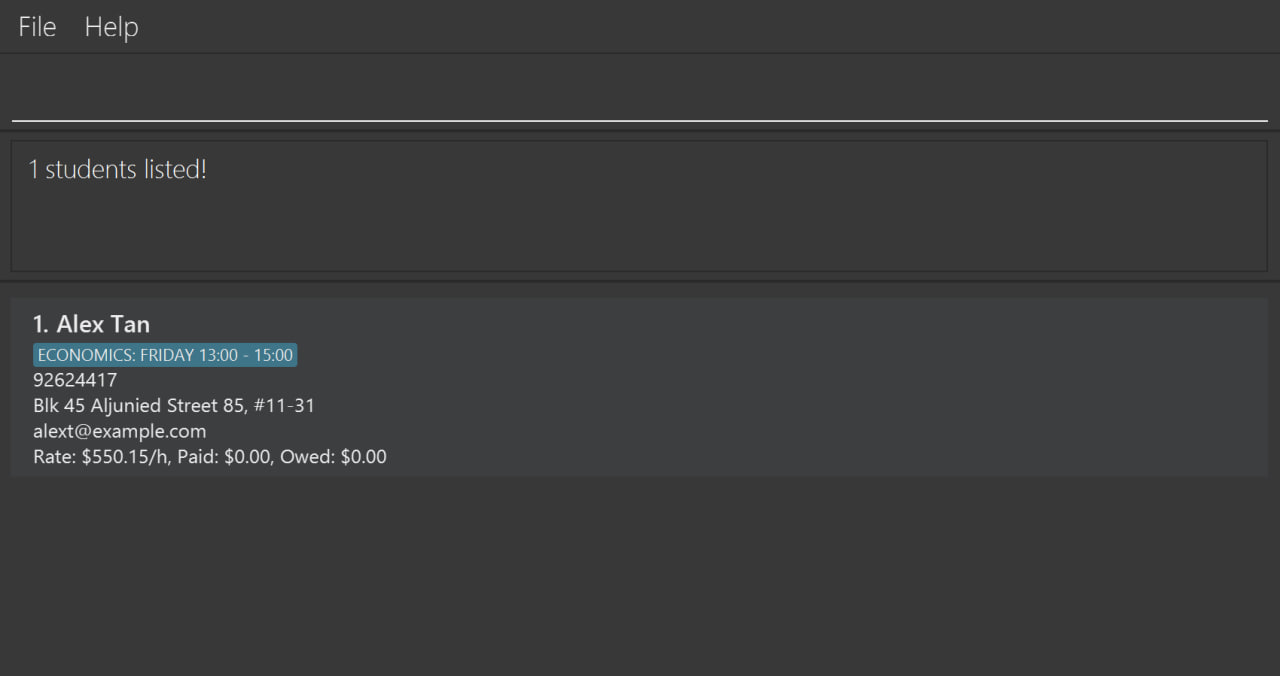 File Help
1 students listed!
1. Alex Tan
ECONOMICS: FRIDAY 13:00 - 15:00
92624417
Blk 45 Aljunied Street 85, #11-31
alext@example.com
Rate: $550.15/h, Paid: $0.00, Owed: $0.00